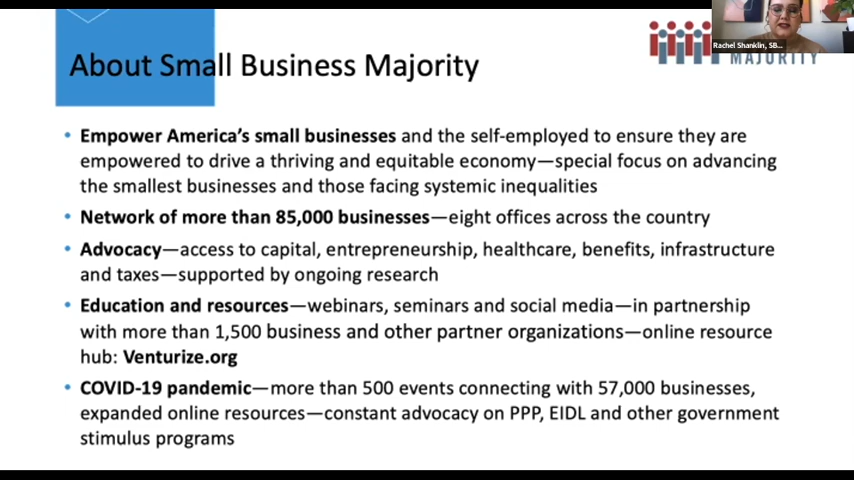 Rachel Shanklin, SB...
About Small Business Majority
MAJORITY
• Empower America's small businesses and the self-employed to ensure they are
empowered to drive a thriving and equitable economy—special focus on advancing
the smallest businesses and those facing systemic inequalities
• Network of more than 85,000 businesses—eight offices across the country
• Advocacy—access to capital, entrepreneurship, healthcare, benefits, infrastructure
and taxes—supported by ongoing research
• Education and resources—webinars, seminars and social media—in partnership
with more than 1,500 business and other partner organizations—online resource
hub: Venturize.org
• COVID-19 pandemic—more than 500 events connecting with 57,000 businesses,
expanded online resources—constant advocacy on PPP, EIDL and other government
stimulus programs